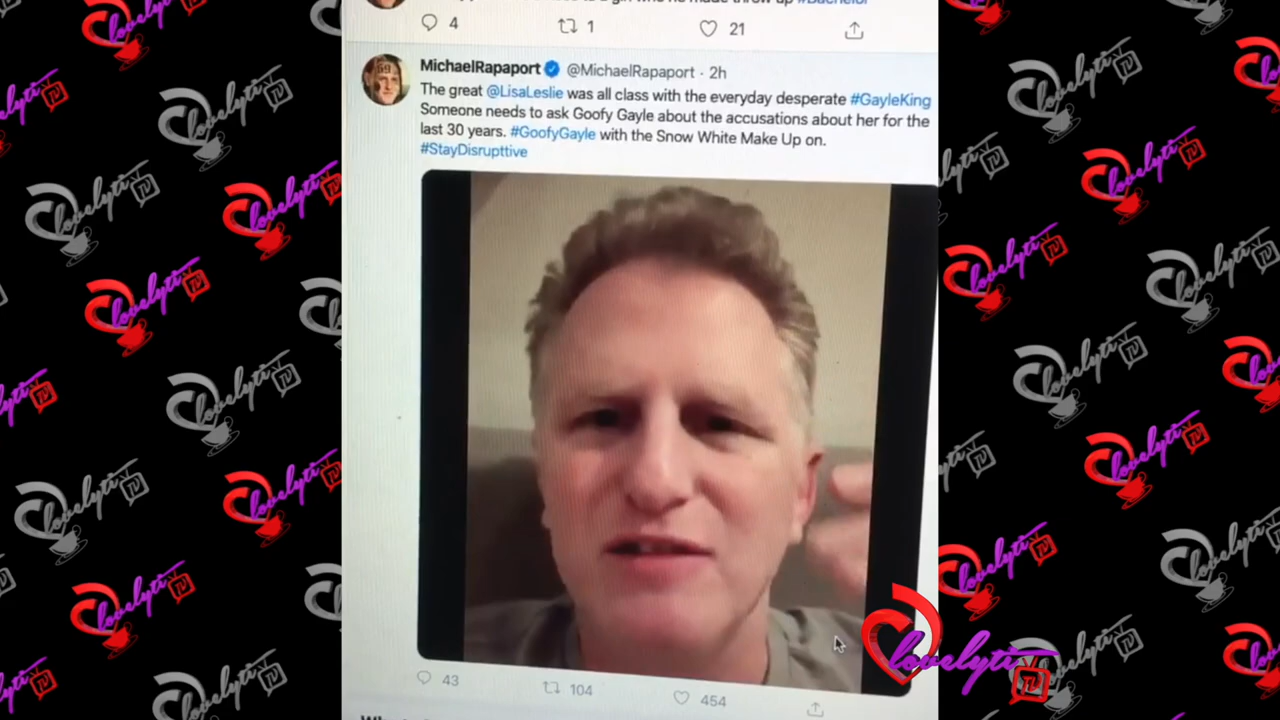 4 1 21
MichaelRapaport @MichaelRapaport · 2h
The great @LisaLeslie was all class with the everyday desperate #GayleKing
Someone needs to ask Goofy Gayle about the accusations about her for the
last 30 years. #GoofyGayle with the Snow White Make Up on.
#StayDisrupttive
43 104 454
lovelyti
TV